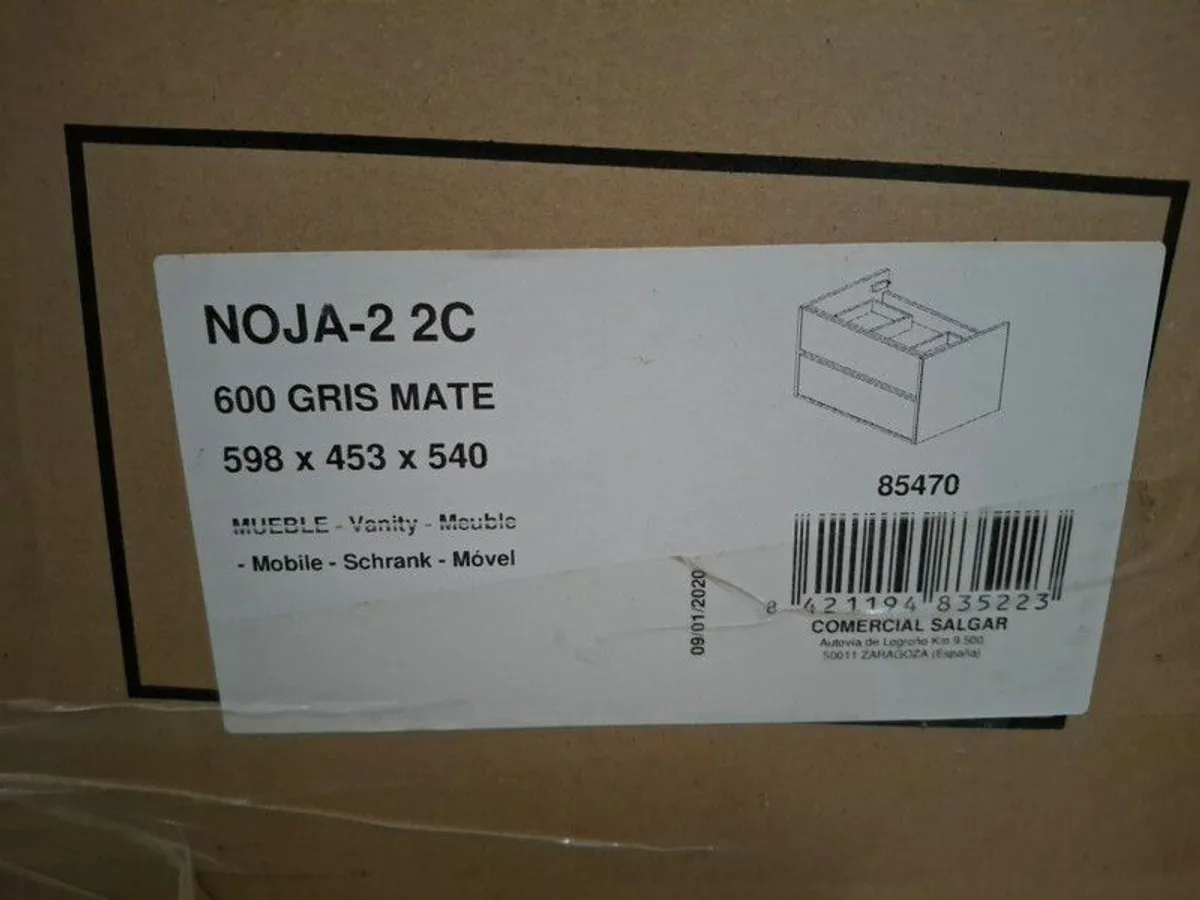 NOJA-2 2C
600 GRIS MATE
598 x 453 x 540
MUEBLE - Vanity - Meuble
- Mobile - Schrank - Móvel
85470
09/01/2020
8 421194 835223
COMERCIAL SALGAR
Autovía de Logroño Km 9.500
50011 ZARAGOZA (España)